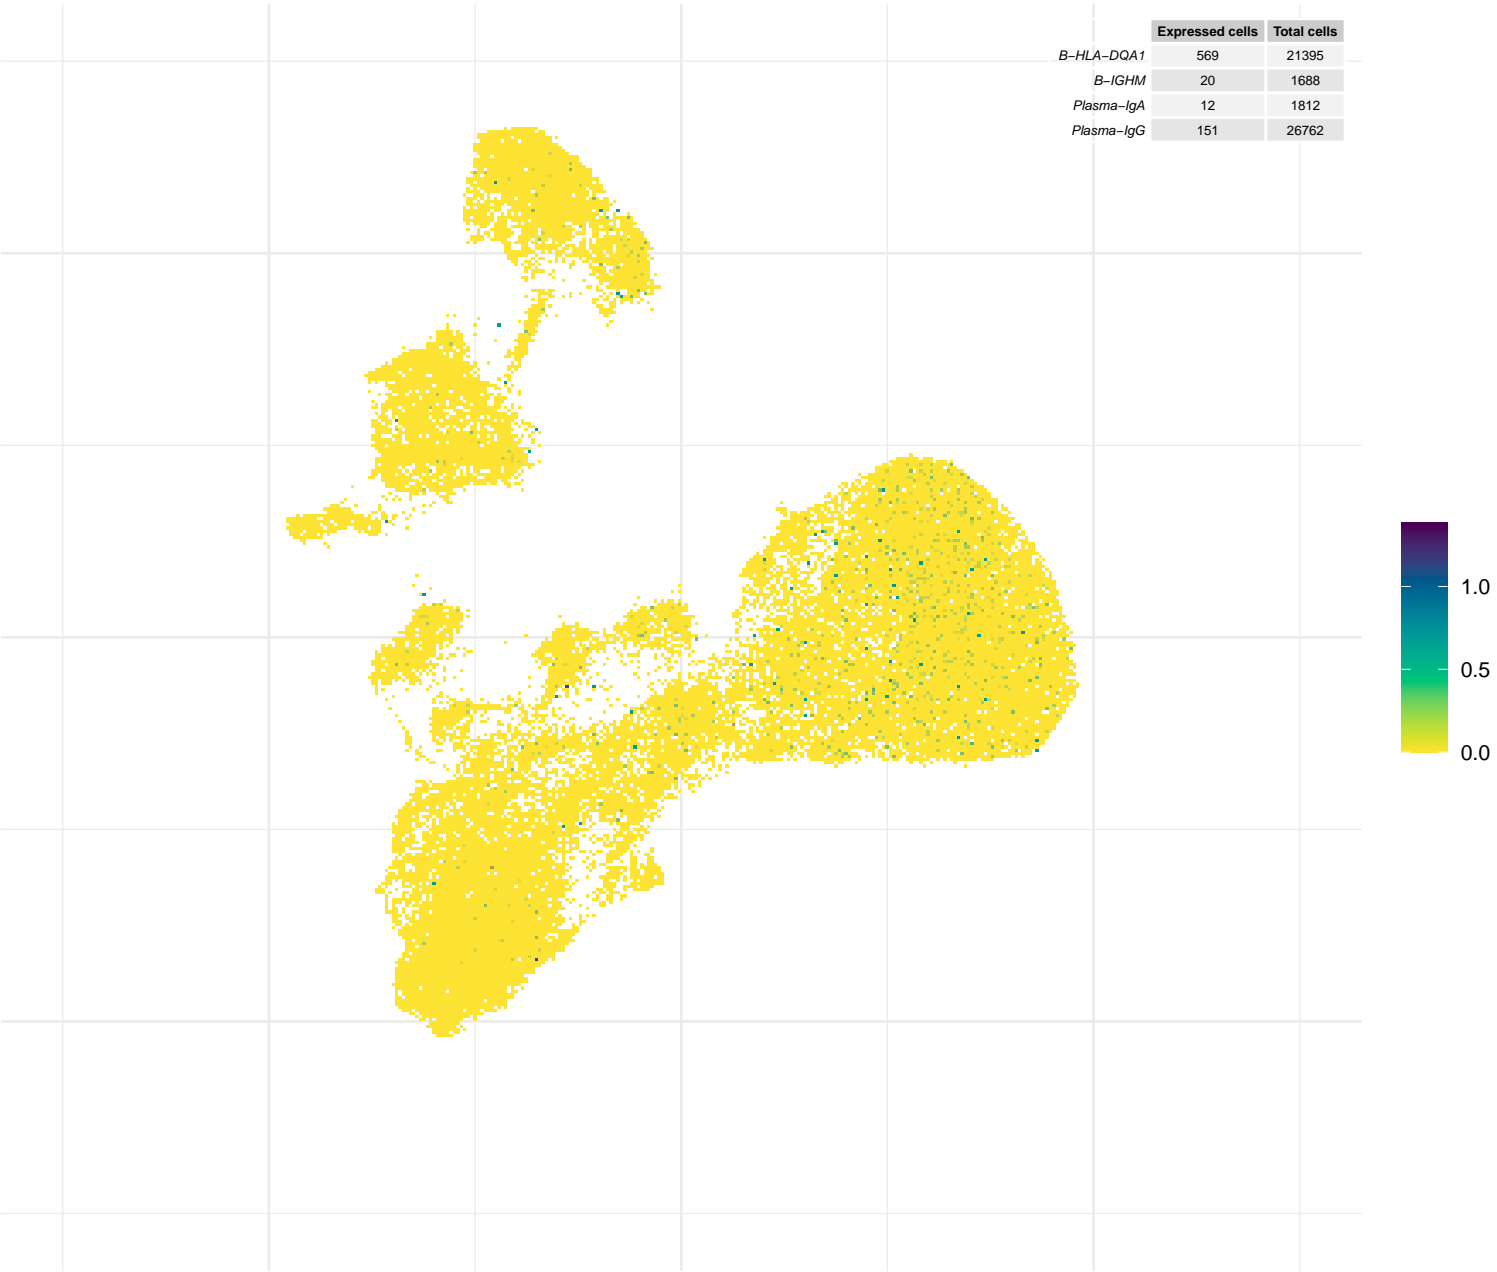 Expressed cells Total cells
B−HLA−DQA1 569 21395
B−IGHM 20 1688
Plasma−IgA 12 1812
Plasma−IgG 151 26762
1.0
0.5
0.0